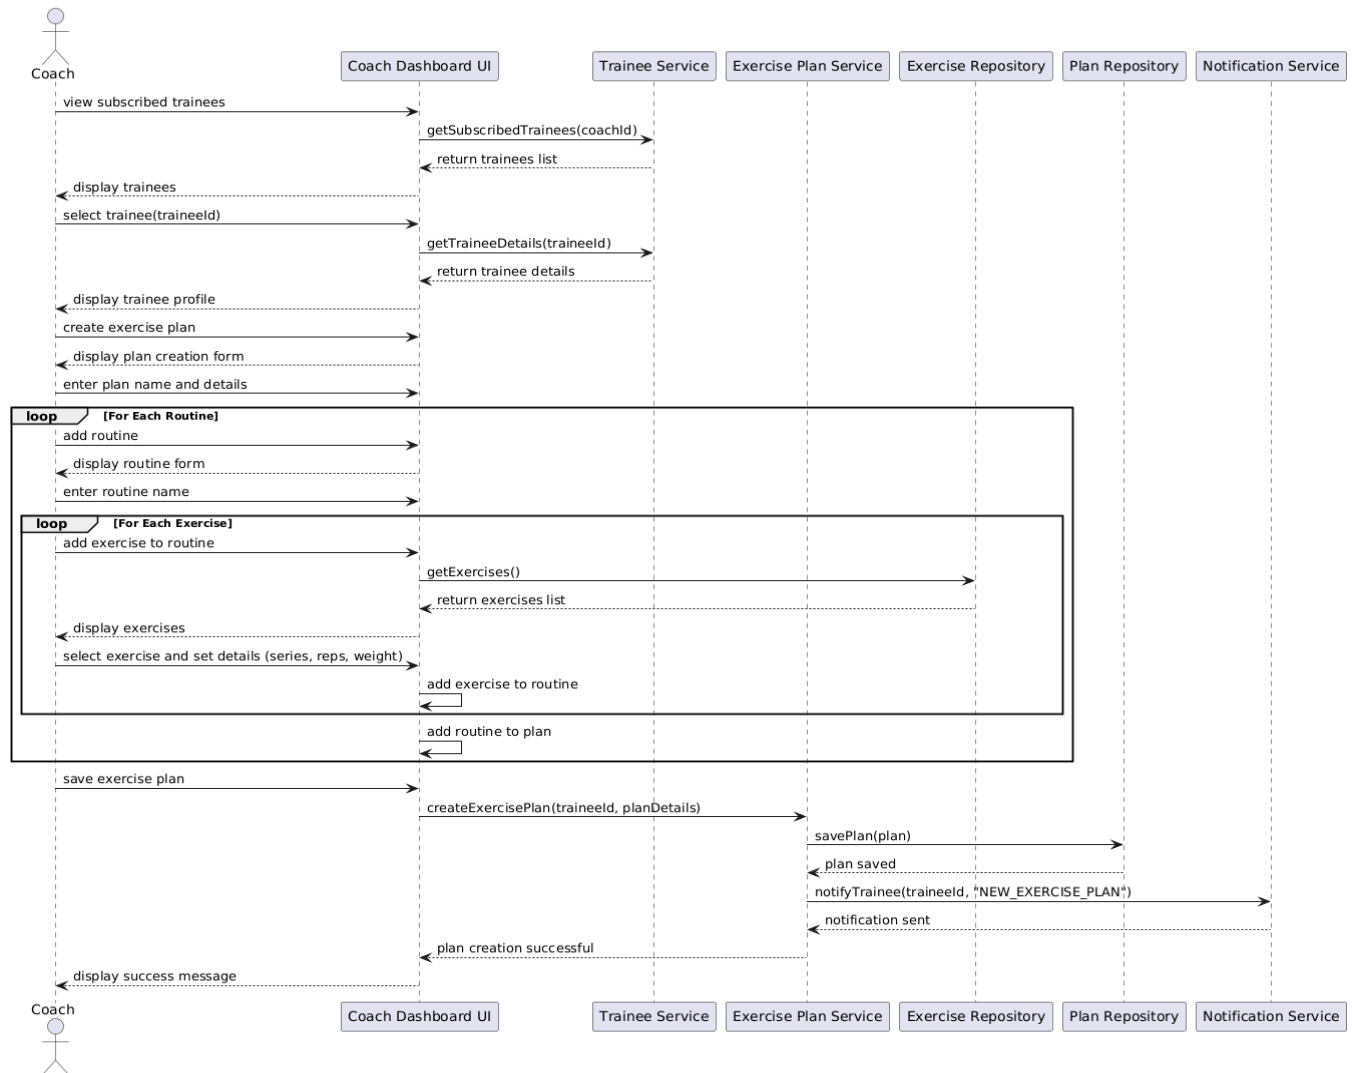 Coach
Coach Dashboard UI
Trainee Service
Exercise Plan Service
Exercise Repository
Plan Repository
Notification Service
view subscribed trainees
getSubscribedTrainees(coachId)
return trainees list
display trainees
select trainee(traineeId)
getTraineeDetails(traineeId)
return trainee details
display trainee profile
create exercise plan
display plan creation form
enter plan name and details
loop [For Each Routine]
add routine
display routine form
enter routine name
loop [For Each Exercise]
add exercise to routine
getExercises()
return exercises list
display exercises
select exercise and set details (series, reps, weight)
add exercise to routine
add routine to plan
save exercise plan
createExercisePlan(traineeId, planDetails)
savePlan(plan)
plan saved
notifyTrainee(traineeId, "NEW_EXERCISE_PLAN")
notification sent
plan creation successful
display success message
Coach
Coach Dashboard UI
Trainee Service
Exercise Plan Service
Exercise Repository
Plan Repository
Notification Service